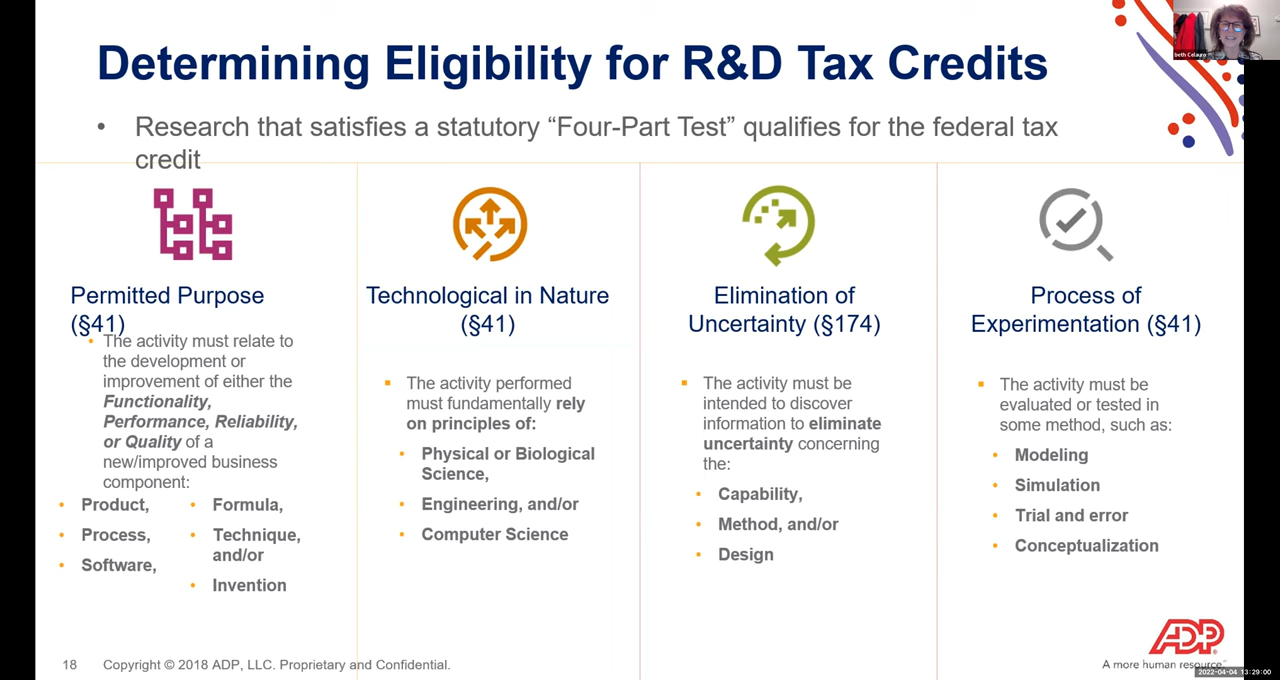 Determining Eligibility for R&D Tax Credits
• Research that satisfies a statutory “Four-Part Test” qualifies for the federal tax
credit
Permitted Purpose
(§41)
• The activity must relate to
the development or
improvement of either the
Functionality,
Performance, Reliability,
or Quality of a
new/improved business
component:
• Product,
• Process,
• Software,
• Formula,
• Technique,
and/or
• Invention
Technological in Nature
(§41)
▪ The activity performed
must fundamentally rely
on principles of:
• Physical or Biological
Science,
• Engineering, and/or
• Computer Science
Elimination of
Uncertainty (§174)
▪ The activity must be
intended to discover
information to eliminate
uncertainty concerning
the:
• Capability,
• Method, and/or
• Design
Process of
Experimentation (§41)
▪ The activity must be
evaluated or tested in
some method, such as:
• Modeling
• Simulation
• Trial and error
• Conceptualization
18 Copyright © 2018 ADP, LLC. Proprietary and Confidential.
ADP
A more human resource.
2022-04-04 13:29:00